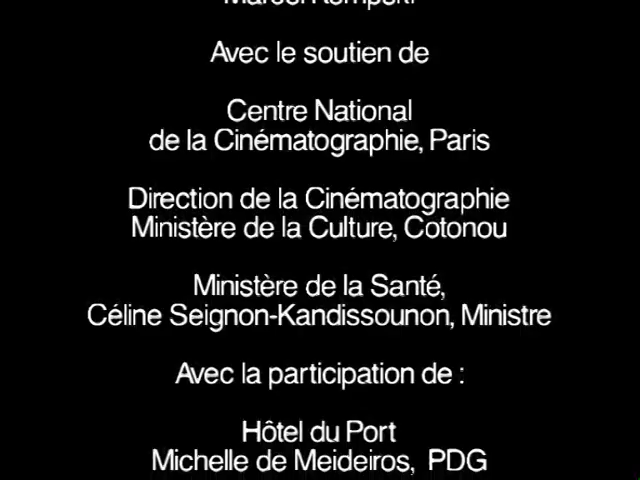 Avec le soutien de
Centre National
de la Cinématographie, Paris
Direction de la Cinématographie
Ministère de la Culture, Cotonou
Ministère de la Santé,
Céline Seignon-Kandissounon, Ministre
Avec la participation de :
Hôtel du Port
Michelle de Meideiros, PDG